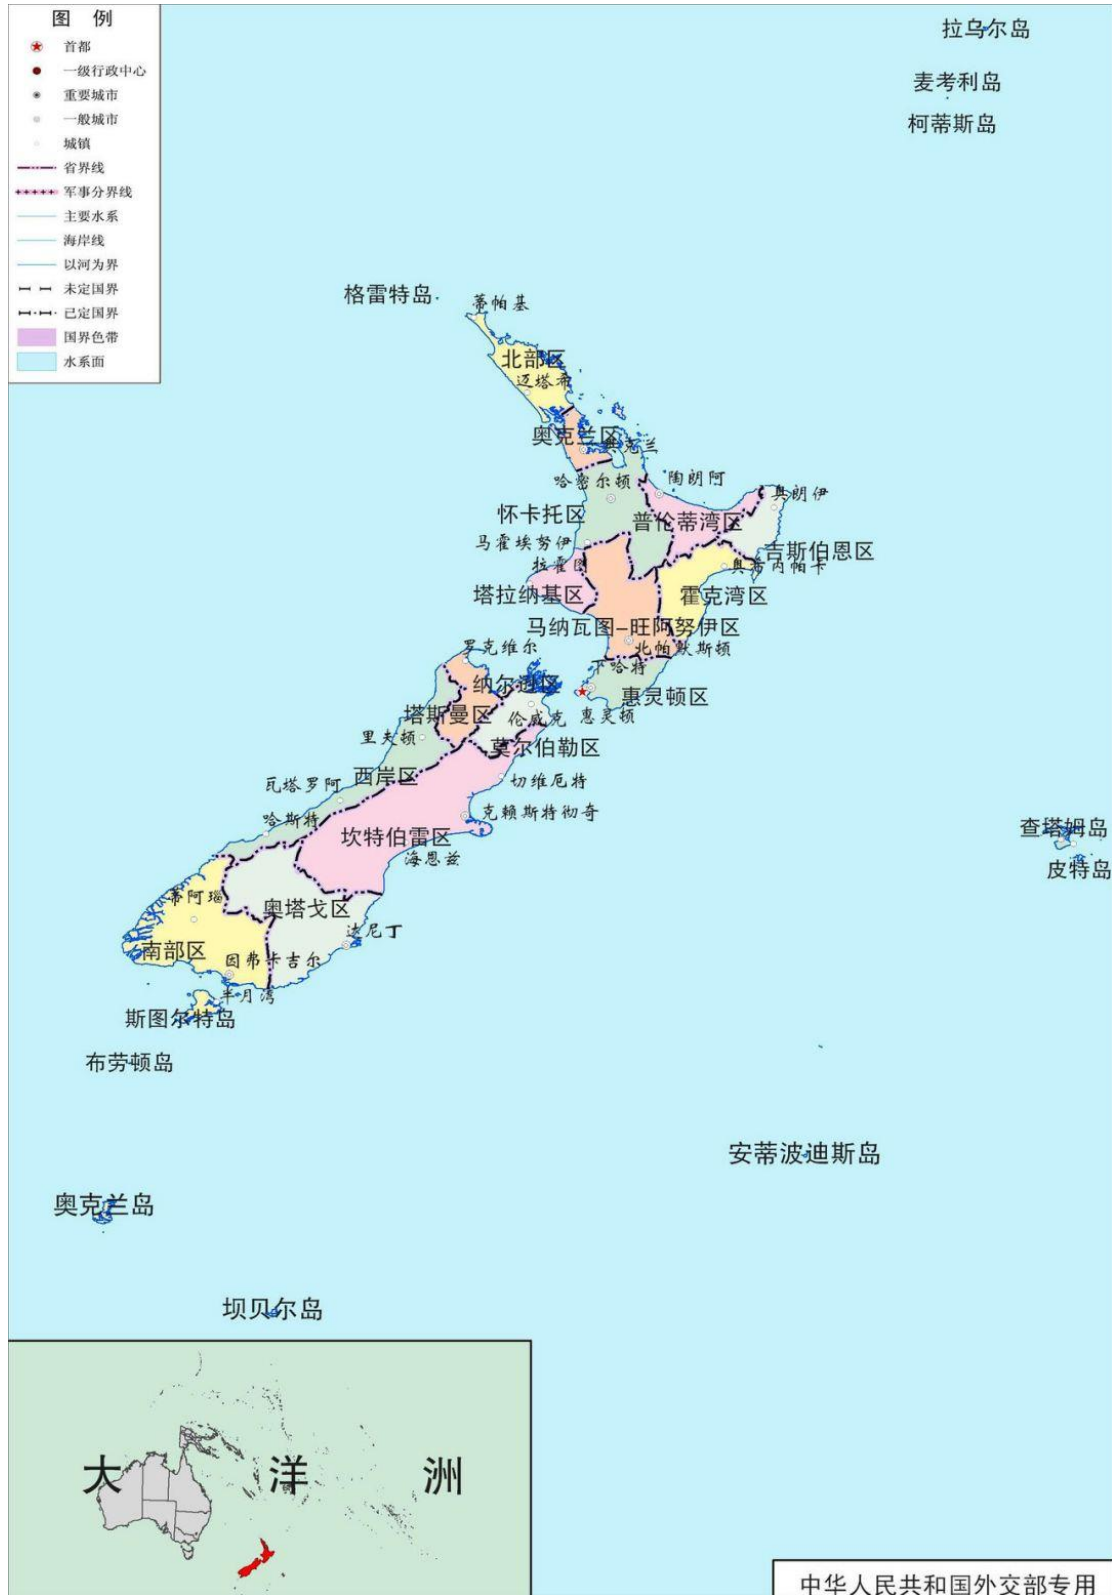 图 例
首都
一级行政中心
重要城市
一般城市
城镇
省界线
军事分界线
主要水系
海岸线
以河为界
未定国界
已定国界
国界色带
水系面
拉乌尔岛
麦考利岛
柯蒂斯岛
格雷特岛
蒂帕基
北部区
迈塔希
奥克兰区
奥克兰
哈密尔顿
陶朗阿
奥朗伊
怀卡托区
普伦蒂湾区
马霍埃努伊
吉斯伯恩区
拉霍图
奥希内帕卡
塔拉纳基区
霍克湾区
马纳瓦图-旺阿努伊区
北帕默斯顿
罗克维尔
下哈特
纳尔逊区
惠灵顿区
塔斯曼区
伦威克
惠灵顿
里夫顿
莫尔伯勒区
西岸区
切维厄特
瓦塔罗阿
哈斯特
克赖斯特彻奇
坎特伯雷区
查塔姆岛
海恩兹
皮特岛
蒂阿瑙
奥塔戈区
达尼丁
南部区
因弗卡吉尔
半月湾
斯图尔特岛
布劳顿岛
安蒂波迪斯岛
奥克兰岛
坝贝尔岛
大 洋 洲
中华人民共和国外交部专用